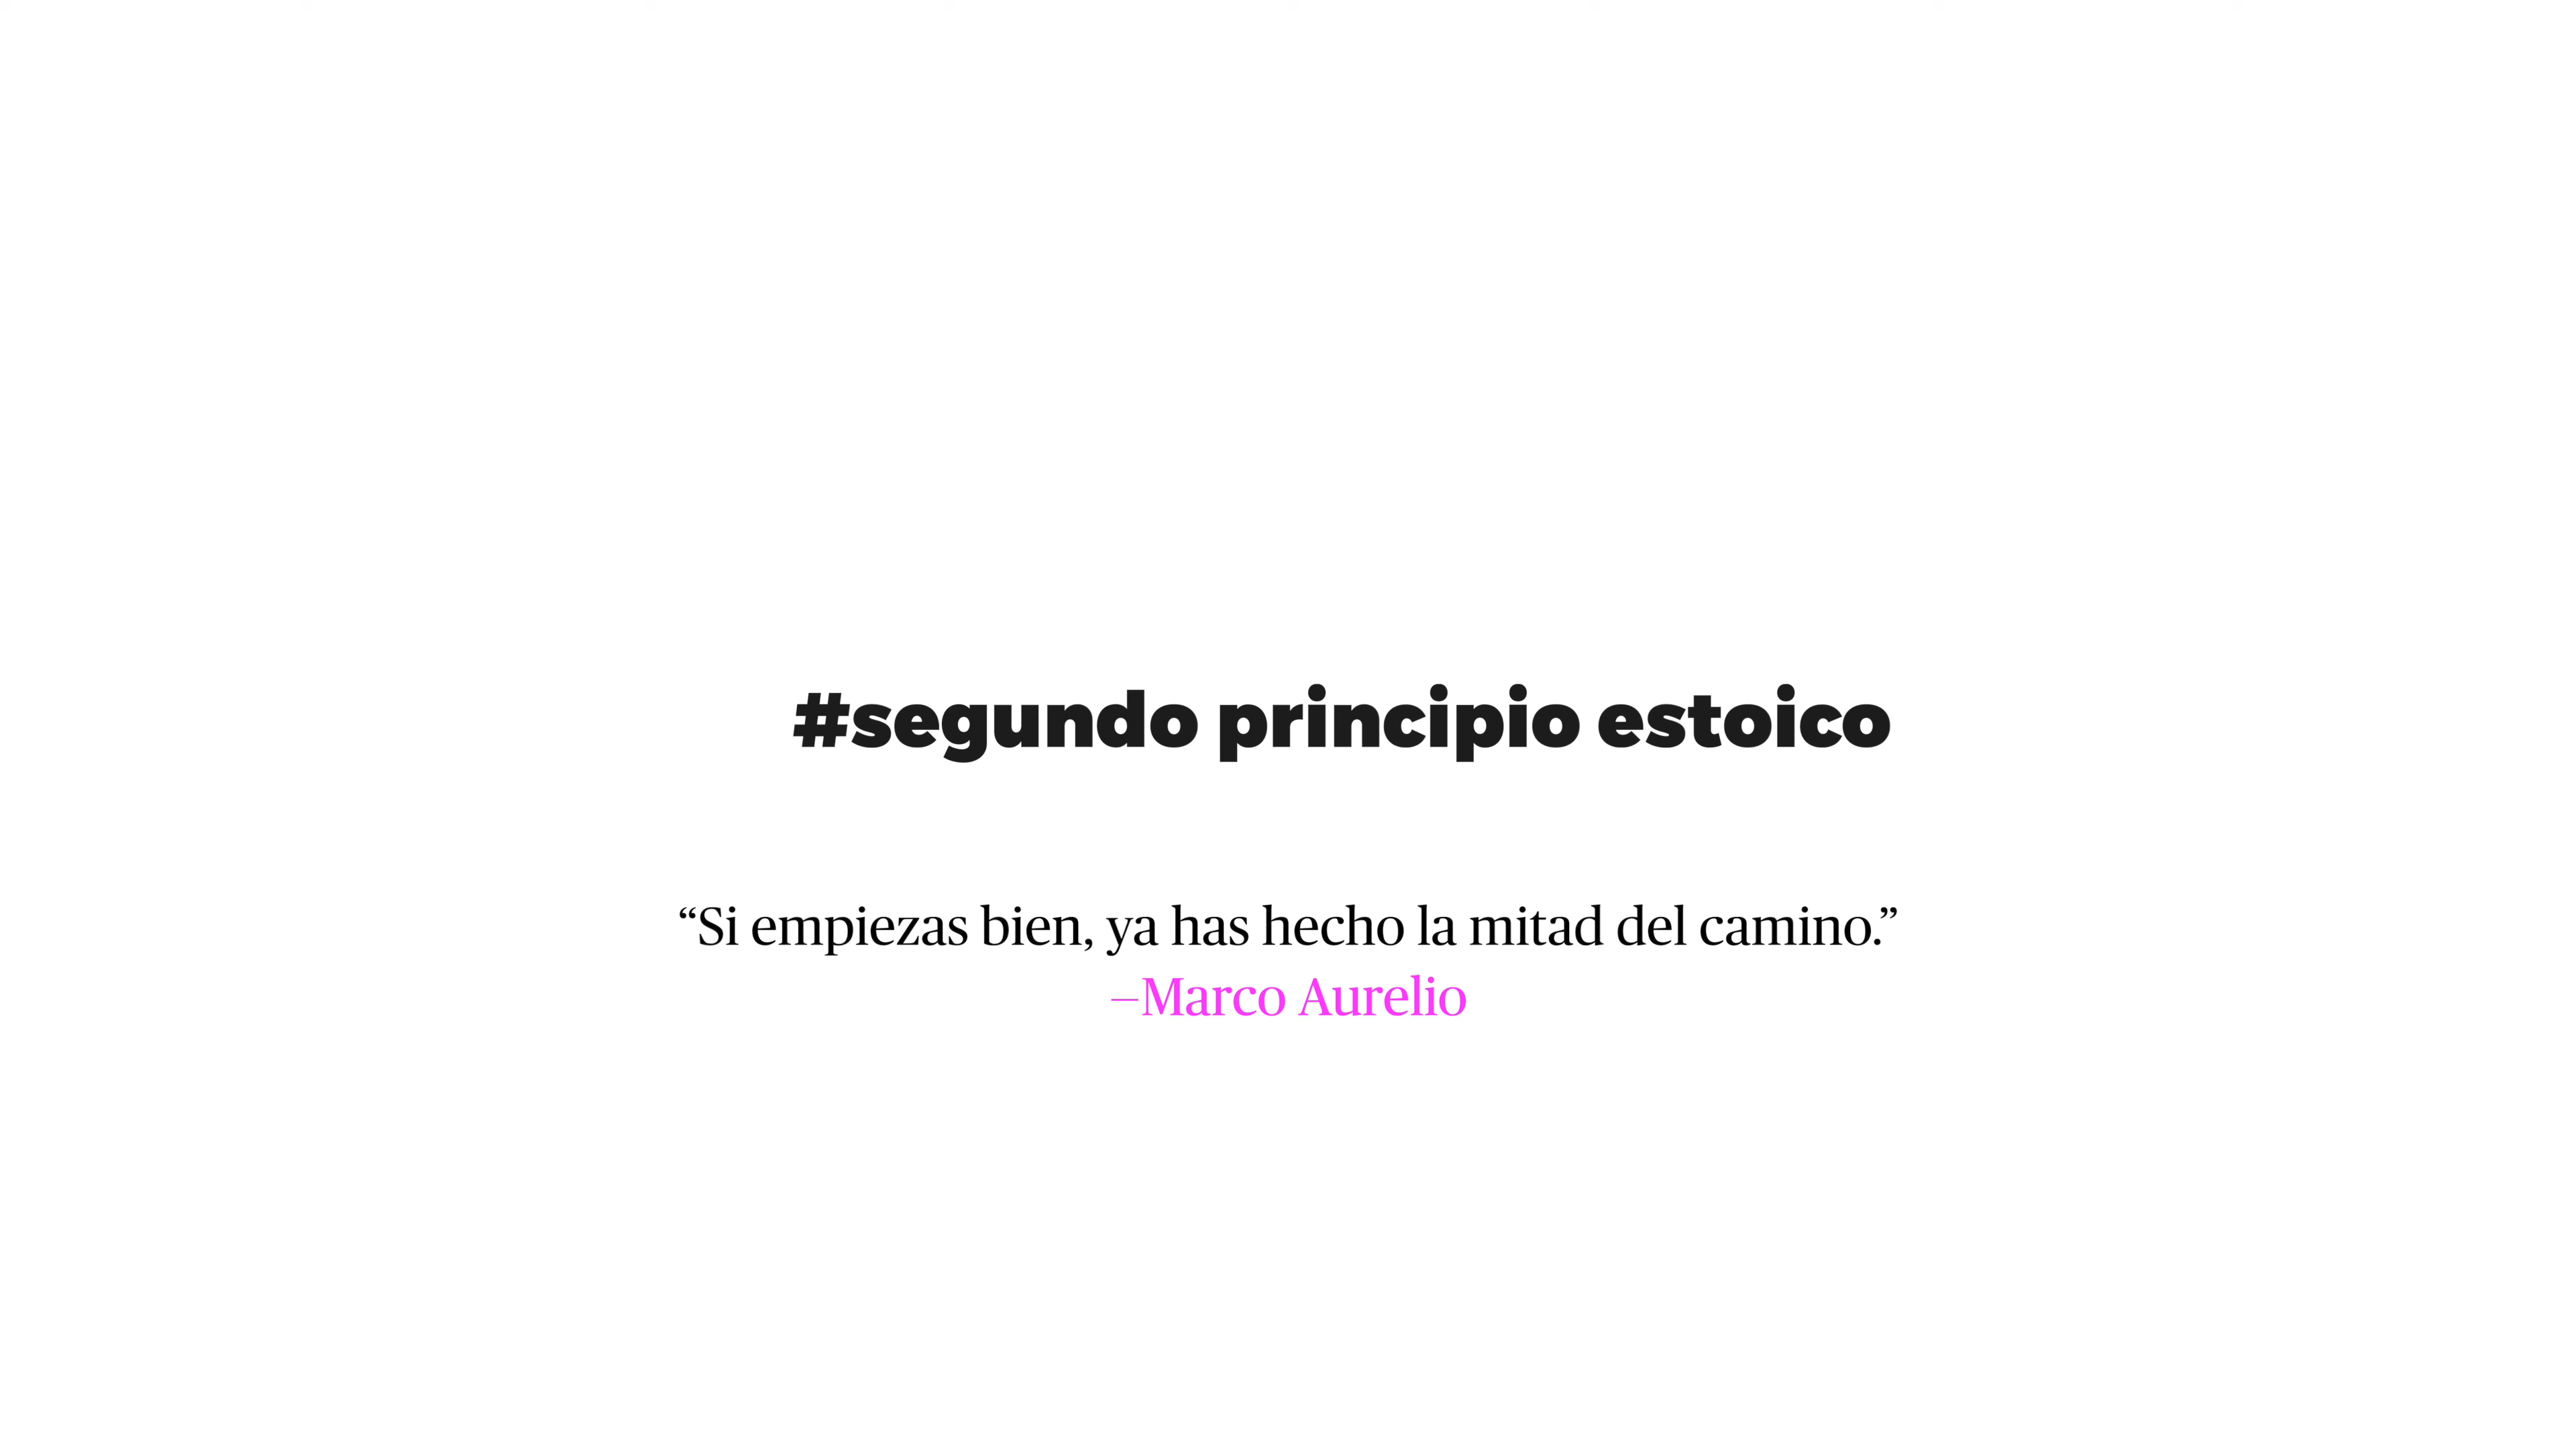 #segundo principio estoico
“Si empiezas bien, ya has hecho la mitad del camino.”
—Marco Aurelio